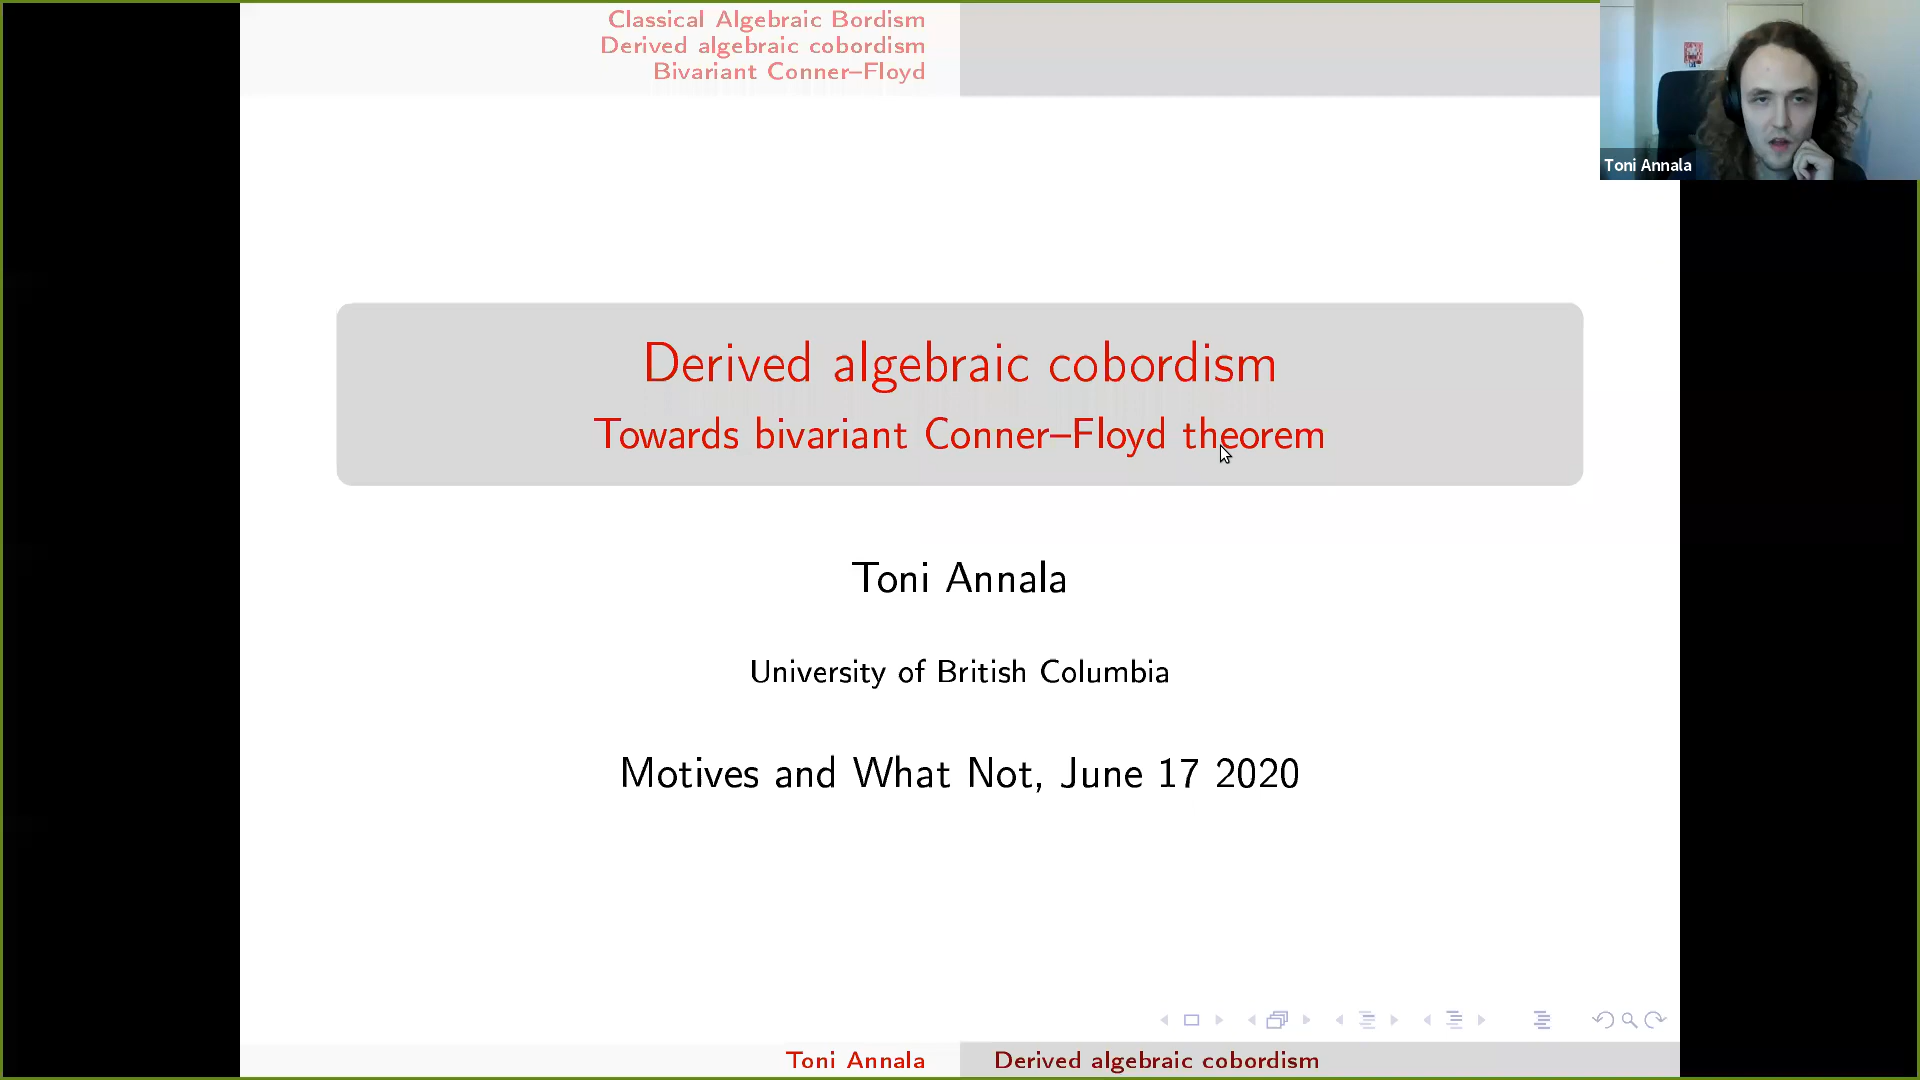 Classical Algebraic Bordism
Derived algebraic cobordism
Bivariant Conner–Floyd
Toni Annala
Derived algebraic cobordism
Towards bivariant Conner–Floyd theorem
Toni Annala
University of British Columbia
Motives and What Not, June 17 2020
Toni Annala
Derived algebraic cobordism